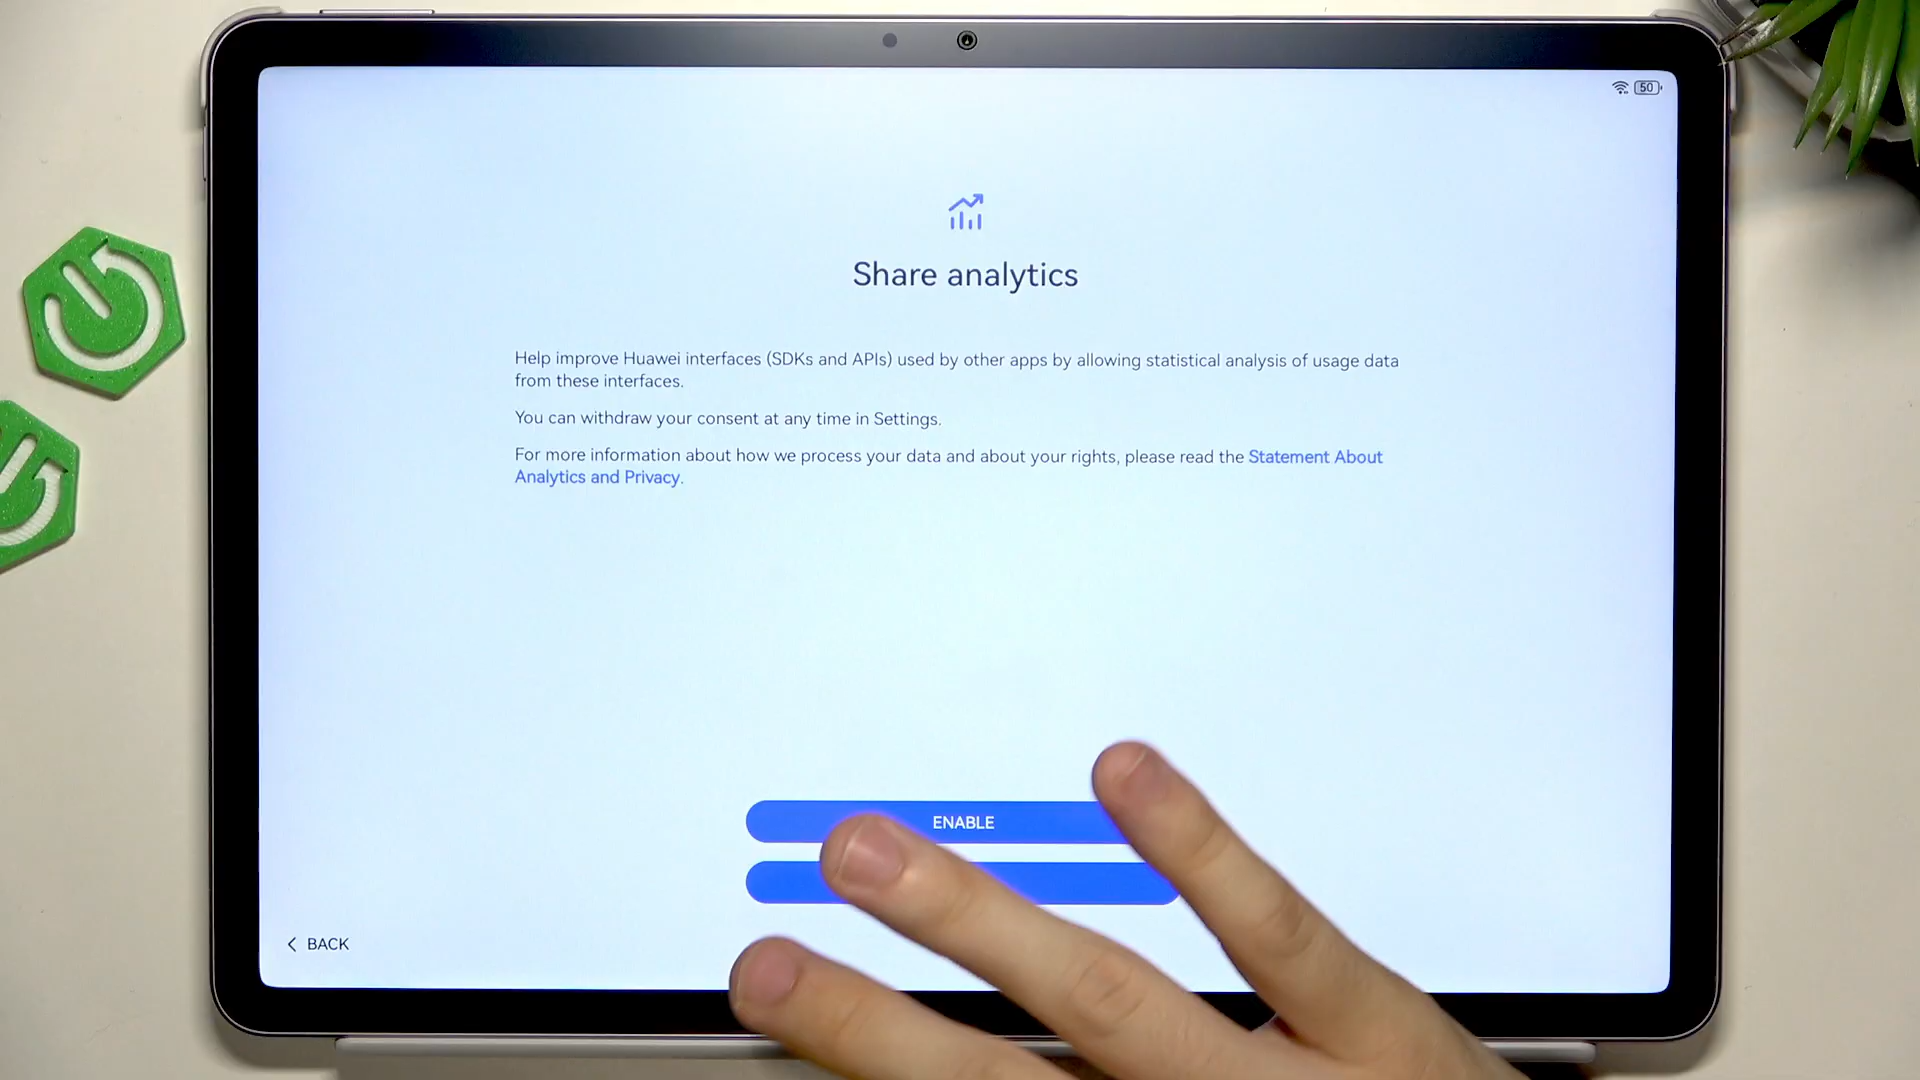 50
Share analytics
Help improve Huawei interfaces (SDKs and APIs) used by other apps by allowing statistical analysis of usage data
from these interfaces.
You can withdraw your consent at any time in Settings.
For more information about how we process your data and about your rights, please read the Statement About
Analytics and Privacy.
ENABLE
BACK